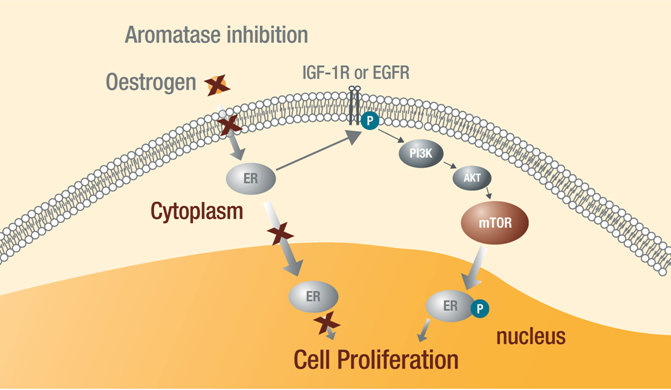 Aromatase inhibition
IGF-1R or EGFR
Oestrogen
P
PI3K
ER
AKT
Cytoplasm
mTOR
ER
ER
P
nucleus
Cell Proliferation